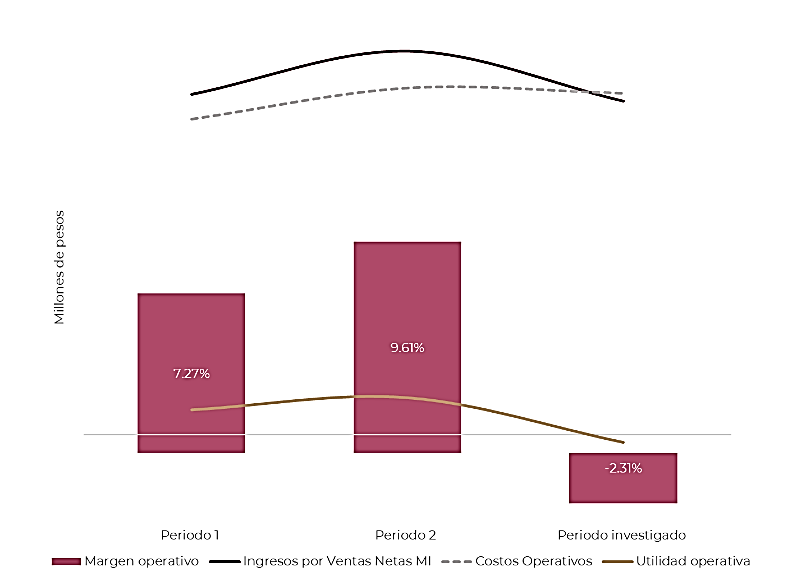 Millones de pesos
7.27%
9.61%
-2.31%
Periodo 1
Periodo 2
Periodo investigado
Margen operativo
Ingresos por Ventas Netas MI
Costos Operativos
Utilidad operativa